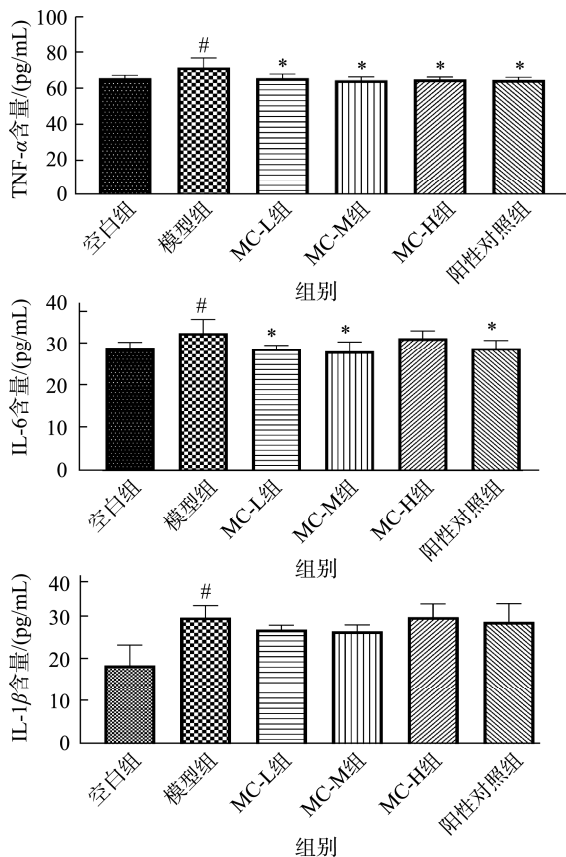 TNF-α含量/(pg/mL)
100
80
60
40
20
0
#
*
*
*
*
空白组
模型组
MC-L组
MC-M组
MC-H组
阳性对照组
组别
IL-6含量/(pg/mL)
40
30
20
10
0
#
*
*
*
空白组
模型组
MC-L组
MC-M组
MC-H组
阳性对照组
组别
IL-1β含量/(pg/mL)
40
30
20
10
0
#
空白组
模型组
MC-L组
MC-M组
MC-H组
阳性对照组
组别